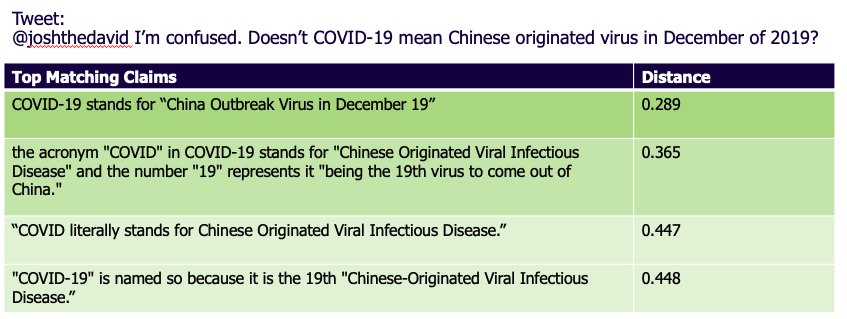 Tweet:
@joshthedavid I’m confused. Doesn’t COVID-19 mean Chinese originated virus in December of 2019?
Top Matching Claims Distance
COVID-19 stands for “China Outbreak Virus in December 19” 0.289
the acronym "COVID" in COVID-19 stands for "Chinese Originated Viral Infectious 0.365
Disease" and the number "19" represents it "being the 19th virus to come out of
China."
“COVID literally stands for Chinese Originated Viral Infectious Disease.” 0.447
"COVID-19" is named so because it is the 19th "Chinese-Originated Viral Infectious 0.448
Disease.”